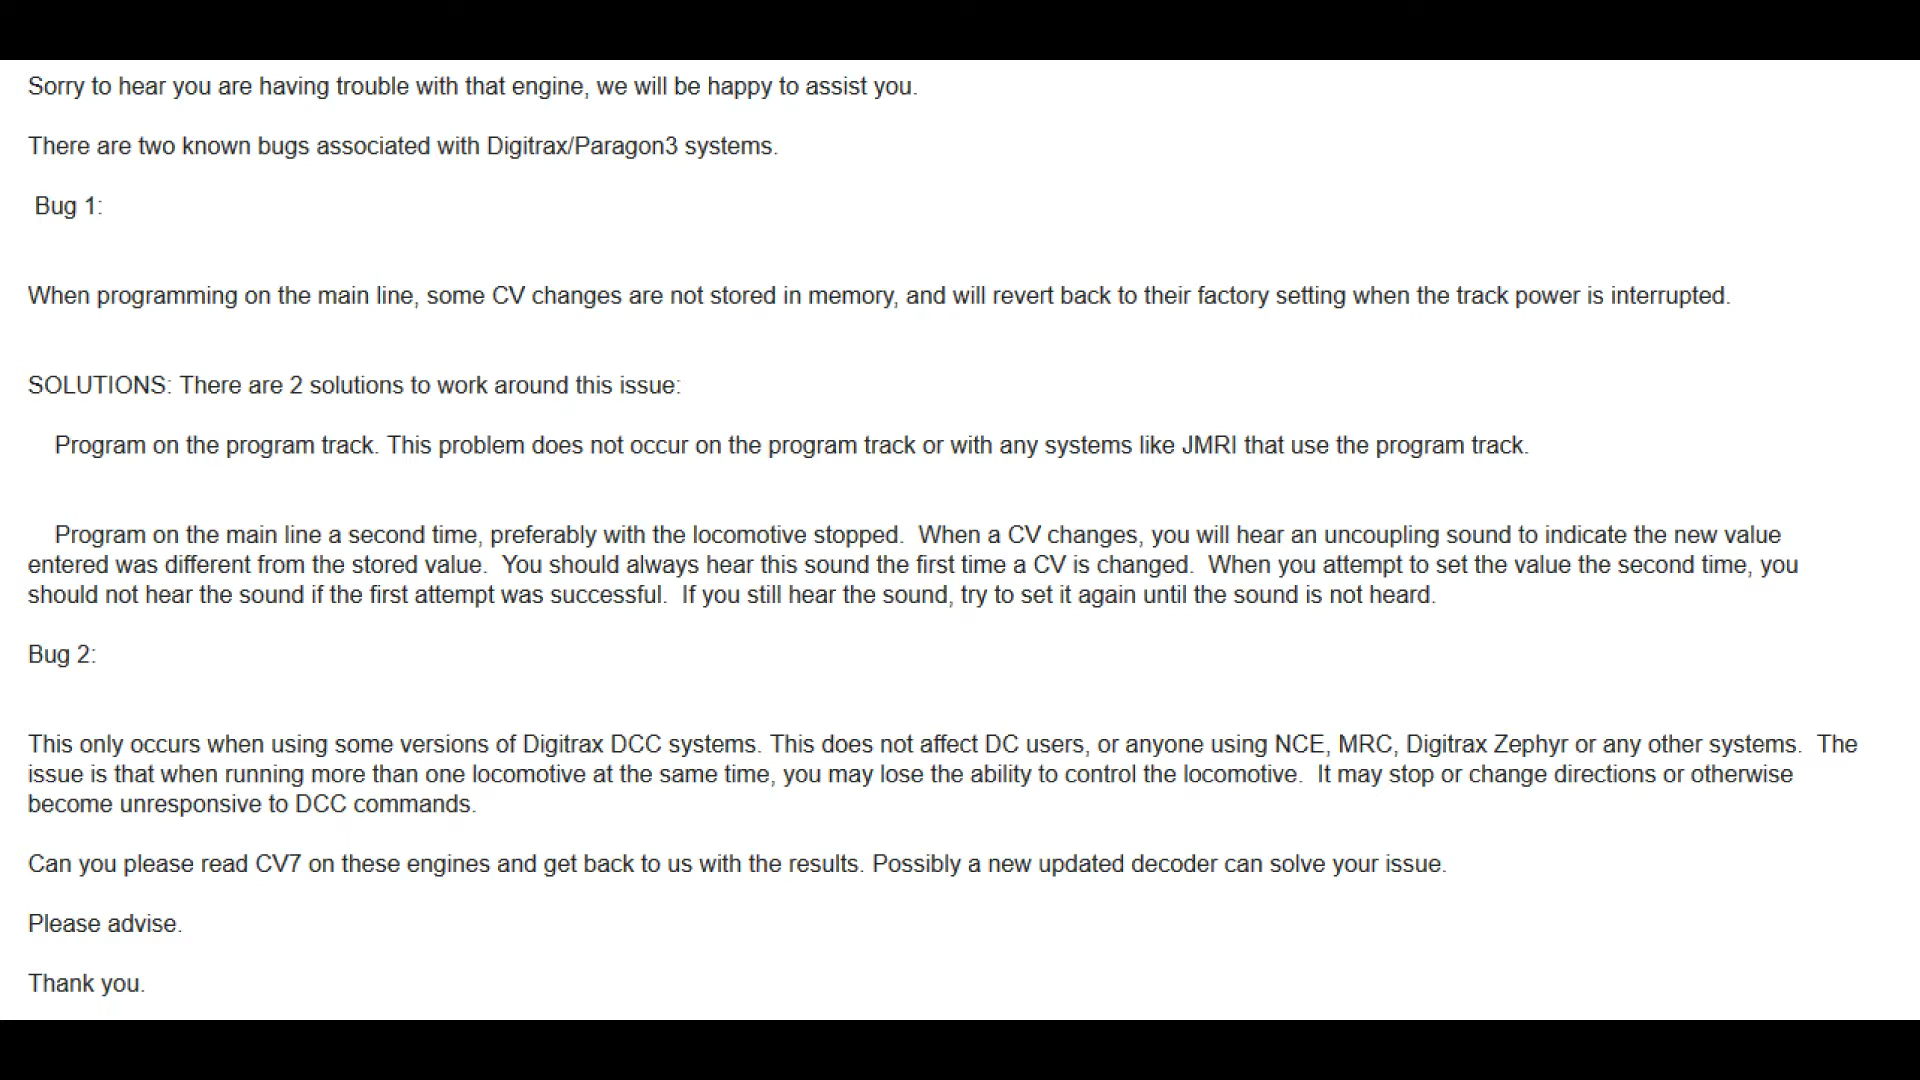 Sorry to hear you are having trouble with that engine, we will be happy to assist you.
There are two known bugs associated with Digitrax/Paragon3 systems.
Bug 1:
When programming on the main line, some CV changes are not stored in memory, and will revert back to their factory setting when the track power is interrupted.
SOLUTIONS: There are 2 solutions to work around this issue:
Program on the program track. This problem does not occur on the program track or with any systems like JMRI that use the program track.
Program on the main line a second time, preferably with the locomotive stopped.  When a CV changes, you will hear an uncoupling sound to indicate the new value
entered was different from the stored value.  You should always hear this sound the first time a CV is changed.  When you attempt to set the value the second time, you
should not hear the sound if the first attempt was successful.  If you still hear the sound, try to set it again until the sound is not heard.
Bug 2:
This only occurs when using some versions of Digitrax DCC systems. This does not affect DC users, or anyone using NCE, MRC, Digitrax Zephyr or any other systems.  The
issue is that when running more than one locomotive at the same time, you may lose the ability to control the locomotive.  It may stop or change directions or otherwise
become unresponsive to DCC commands.
Can you please read CV7 on these engines and get back to us with the results. Possibly a new updated decoder can solve your issue.
Please advise.
Thank you.